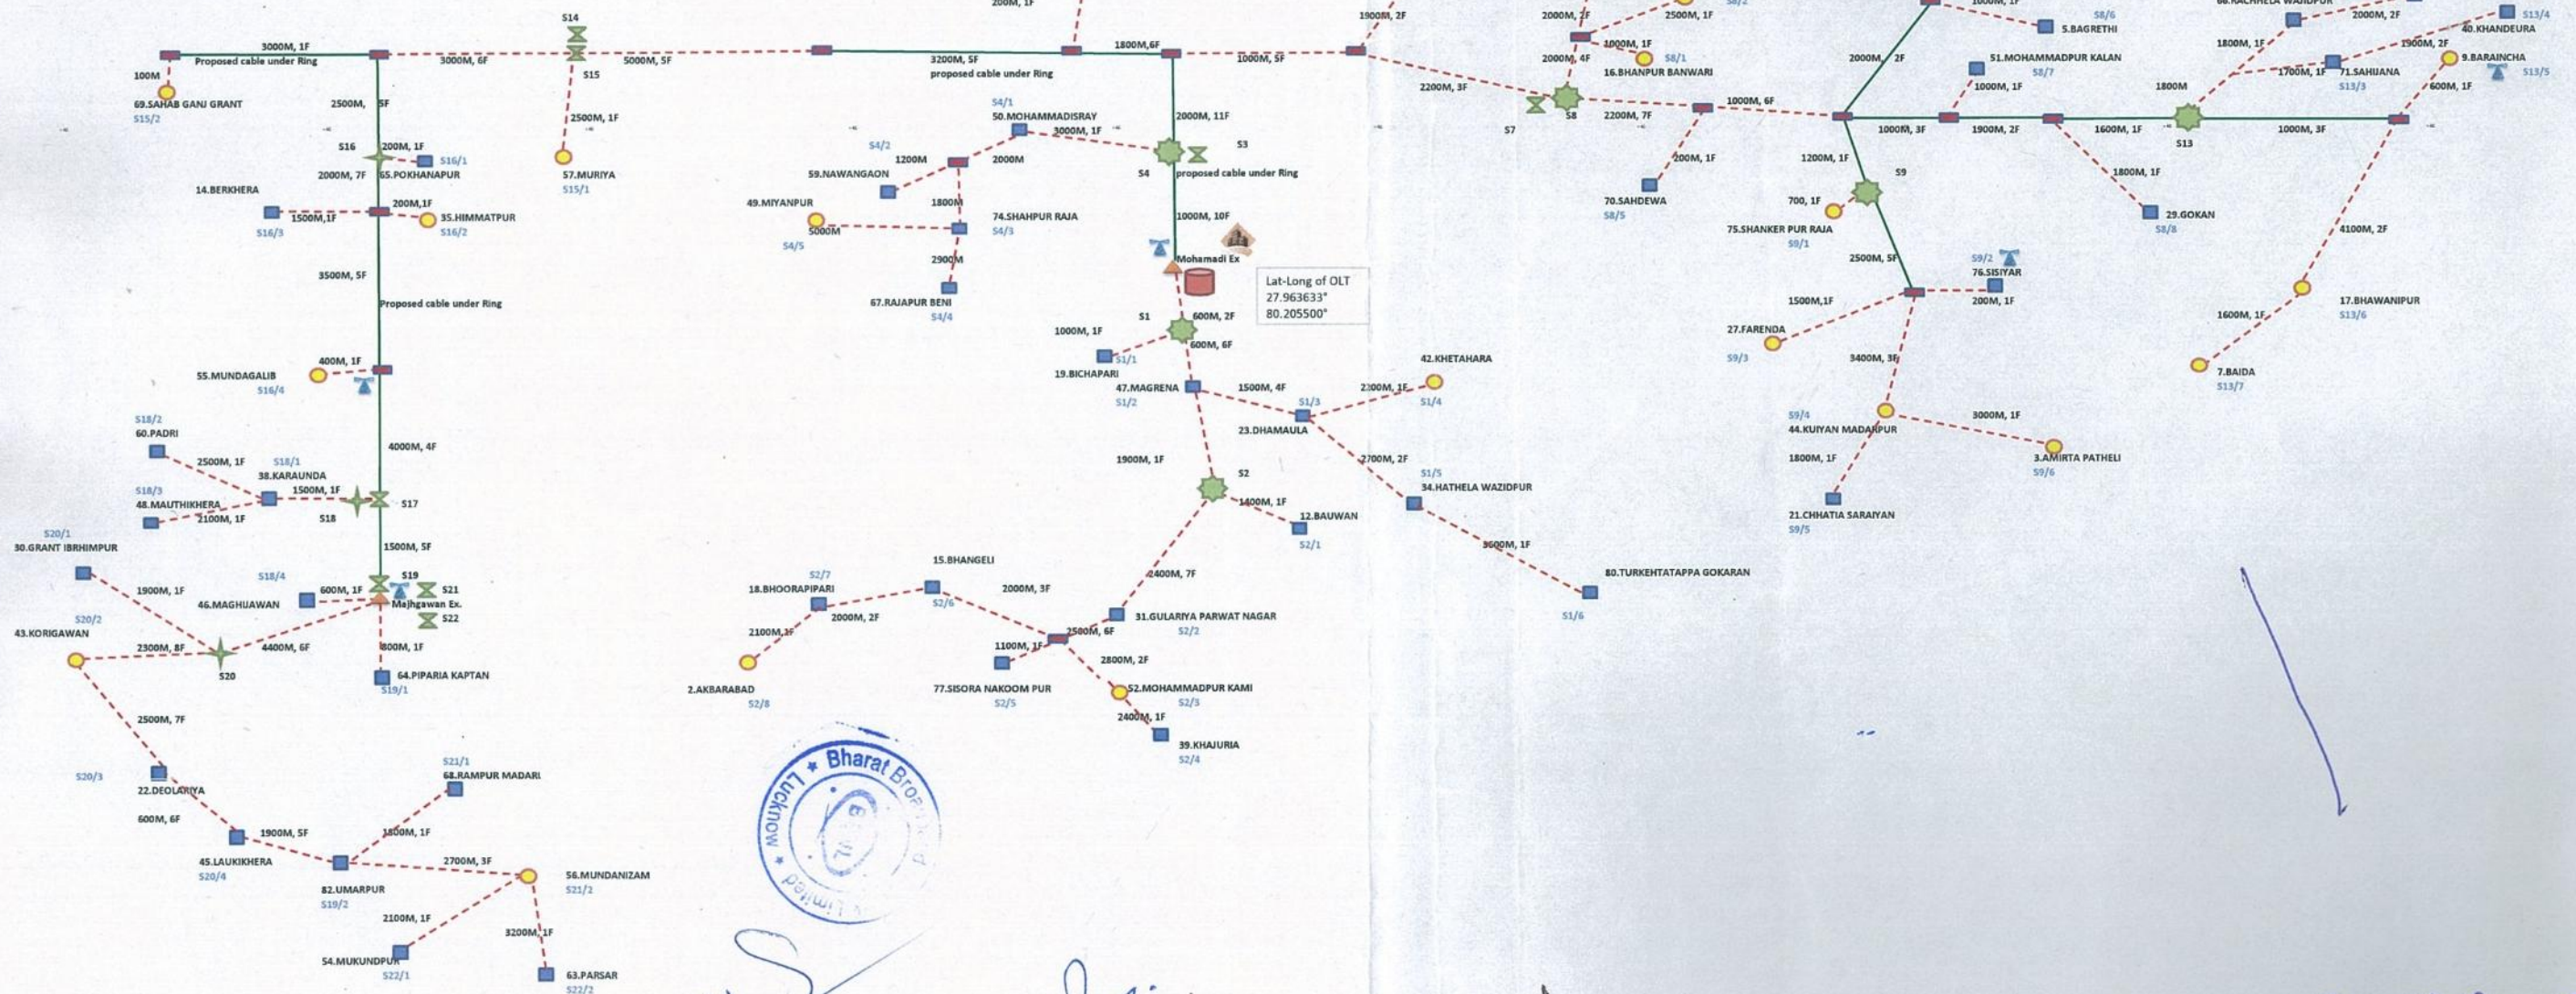 200M, 1F
1900M, 2F
2000M, 2F
2500M, 1F
S8/2
1000M, 1F
S8/6
5.BAGRETHI
2000M, 2F
S13/4
40.KHANDEURA
S14
3000M, 1F
Proposed cable under Ring
3000M, 6F
S15
5000M, 5F
3200M, 5F
proposed cable under Ring
1800M,6F
1000M, 5F
1000M, 1F
S8/1
2000M, 4F
16.BHANPUR BANWARI
2000M, 2F
51.MOHAMMADPUR KALAN
S8/7
1800M, 1F
1900M, 2F
9.BARAINCHA
S13/5
1700M, 1F
71.SAHIJANA
S13/3
100M
69.SAHAB GANJ GRANT
S15/2
2500M, 5F
2500M, 1F
S4/1
50.MOHAMMADISRAY
3000M, 1F
2000M, 11F
2200M, 3F
S7
S8
2200M, 7F
1000M, 6F
1000M, 1F
1000M, 3F
1900M, 2F
1600M, 1F
1800M
S13
1000M, 3F
600M, 1F
S16
200M, 1F
S16/1
2000M, 7F
65.POKHANAPUR
57.MURIYA
S15/1
S4/2
1200M
2000M
59.NAWANGAON
S3
S4
proposed cable under Ring
200M, 1F
1200M, 1F
S9
1800M, 1F
14.BERKHERA
200M,1F
1500M,1F
35.HIMMATPUR
S16/3
S16/2
49.MIYANPUR
1800M
5000M
S4/5
74.SHAHPUR RAJA
S4/3
1000M, 10F
70.SAHDEWA
S8/5
700, 1F
75.SHANKER PUR RAJA
S9/1
29.GOKAN
S8/8
4100M, 2F
3500M, 5F
Proposed cable under Ring
2900M
67.RAJAPUR BENI
S4/4
Mohamadi Ex
Lat-Long of OLT
27.963633°
80.205500°
2500M, 5F
S9/2
76.SISIYAR
1500M,1F
200M, 1F
17.BHAWANIPUR
S13/6
S1
600M, 2F
1000M, 1F
600M, 6F
27.FARENDA
S9/3
1600M, 1F
400M, 1F
55.MUNDAGALIB
S16/4
S1/1
19.BICHAPARI
42.KHETAHARA
3400M, 3F
7.BAIDA
S13/7
47.MAGRENA
S1/2
1500M, 4F
2200M, 1F
S1/3
S1/4
23.DHAMAULA
S9/4
44.KUIYAN MADARPUR
3000M, 1F
S18/2
60.PADRI
4000M, 4F
1900M, 1F
2700M, 2F
1800M, 1F
3.AMIRTA PATHELI
S9/6
2500M, 1F
S18/1
38.KARAUNDA
S2
S1/5
34.HATHELA WAZIDPUR
S18/3
1500M, 1F
48.MAUTHIKHERA
S17
2100M, 1F
S18
1400M, 1F
12.BAUWAN
S2/1
21.CHHATIA SARAIYAN
S9/5
S20/1
30.GRANT IBRHIMPUR
1500M, 5F
3600M, 1F
15.BHANGELI
2400M, 7F
80.TURKEHTATAPPA GOKARAN
S1/6
1900M, 1F
S18/4
600M, 1F
S19
S21
46.MAGHIJAWAN
Majhgawan Ex.
S22
S2/7
18.BHOORAPIPARI
S2/6
2000M, 3F
2000M, 2F
31.GULARIYA PARWAT NAGAR
S2/2
S20/2
43.KORIGAWAN
2300M, 8F
4400M, 6F
800M, 1F
S20
64.PIPARIA KAPTAN
S19/1
2100M,1F
2500M, 6F
1100M, 1F
2800M, 2F
2.AKBARABAD
S2/8
77.SISORA NAKOOM PUR
S2/5
52.MOHAMMADPUR KAMI
S2/3
2500M, 7F
2400M, 1F
39.KHAJURIA
S2/4
S20/3
22.DEOLARIYA
S21/1
68.RAMPUR MADARI
Bharat Broa
Lucknow
Limited
600M, 6F
1900M, 5F
1800M, 1F
45.LAUKIKHERA
S20/4
2700M, 3F
82.UMARPUR
S19/2
56.MUNDANIZAM
S21/2
2100M, 1F
3200M, 1F
54.MUKUNDPUR
S22/1
63.PARSAR
S22/2